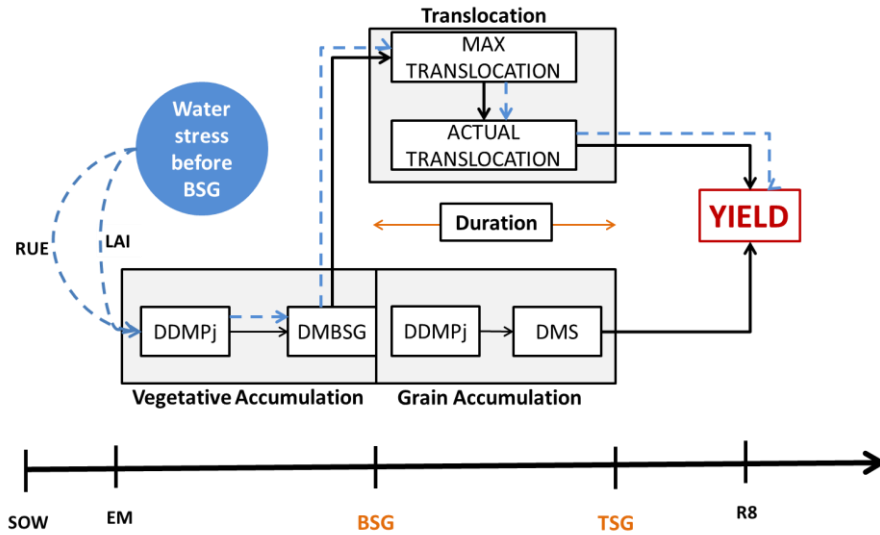 Translocation
MAX
TRANSLOCATION
ACTUAL
TRANSLOCATION
Water
stress
before
BSG
RUE
LAI
Duration
YIELD
DDMPj
DMBSG
DDMPj
DMS
Vegetative Accumulation
Grain Accumulation
SOW
EM
BSG
TSG
R8